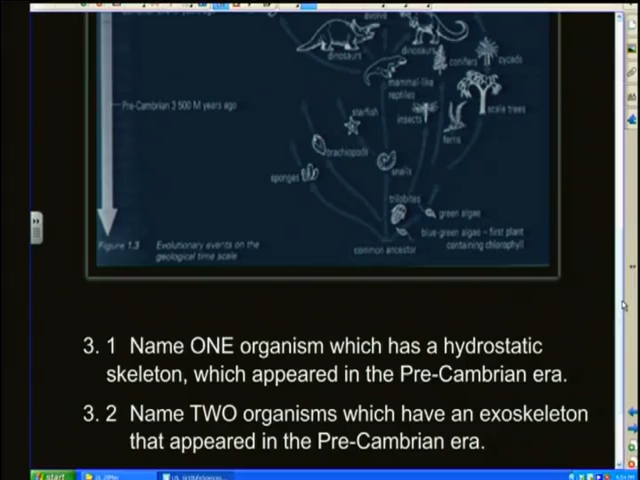 evolve
dinosaurs
dinosaurs
conifers
cycads
mammal-like
reptiles
Pre-Cambrian 3 500 M years ago
starfish
insects
scale trees
ferns
brachiopods
snails
sponges
trilobites
green algae
blue-green algae – first plant
containing chlorophyll
common ancestor
Figure 1.3
Evolutionary events on the
geological time scale
3. 1 Name ONE organism which has a hydrostatic
skeleton, which appeared in the Pre-Cambrian era.
3. 2 Name TWO organisms which have an exoskeleton
that appeared in the Pre-Cambrian era.
start